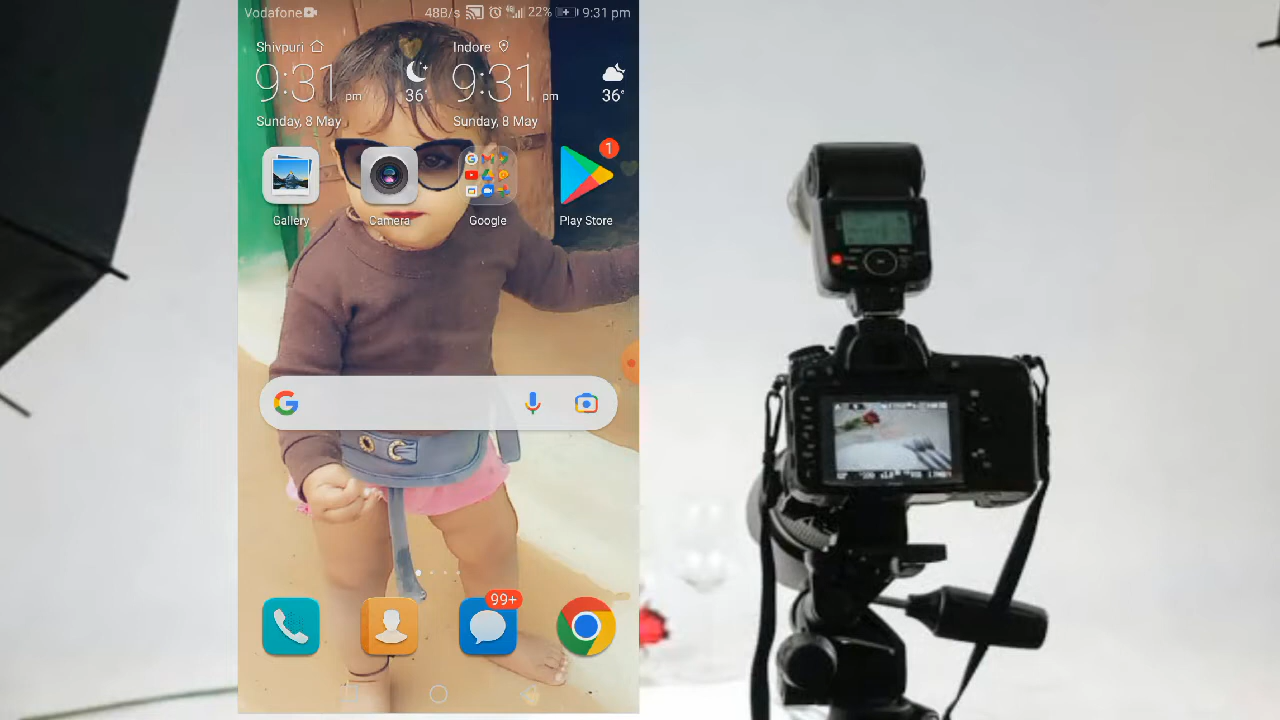 Vodafone 48B/s 4G 22% 9:31 pm
Shivpuri Indore
9:31 pm 36° 9:31 pm 36°
Sunday, 8 May Sunday, 8 May
1
Gallery Camera Google Play Store
99+